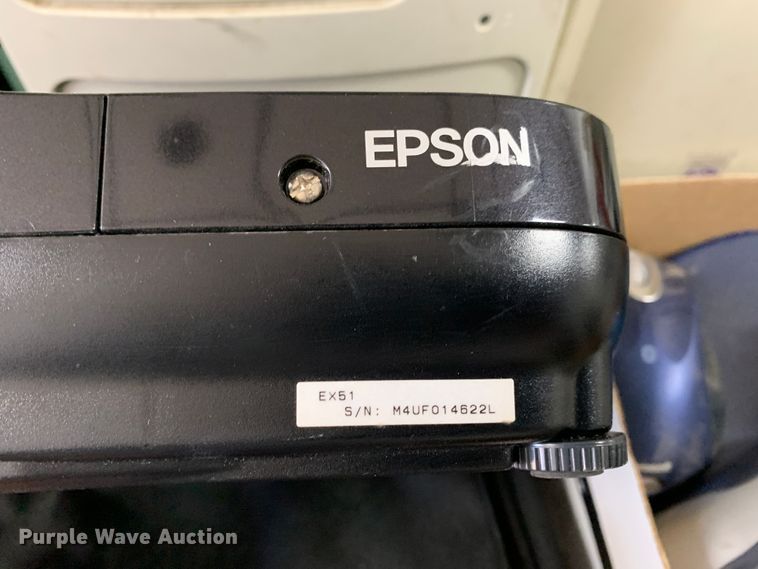 EPSON
EX51
S/N: M4UF014622L
Purple Wave Auction